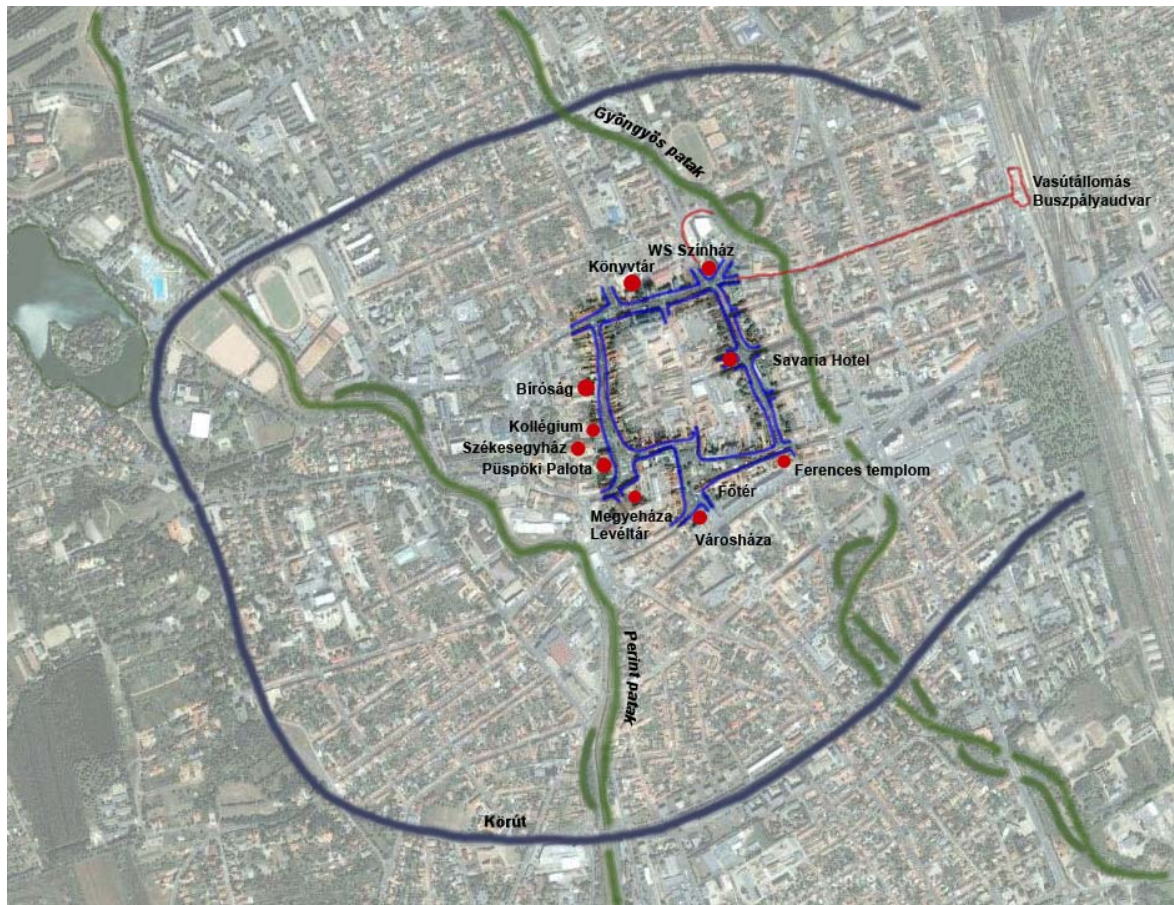 Gyöngyös patak
Vasútállomás
Buszpályaudvar
WS Színház
Könyvtár
Savaria Hotel
Bíróság
Kollégium
Székesegyház
Püspöki Palota
Ferences templom
Főtér
Megyeháza
Levéltár
Városháza
Perint patak
Körút